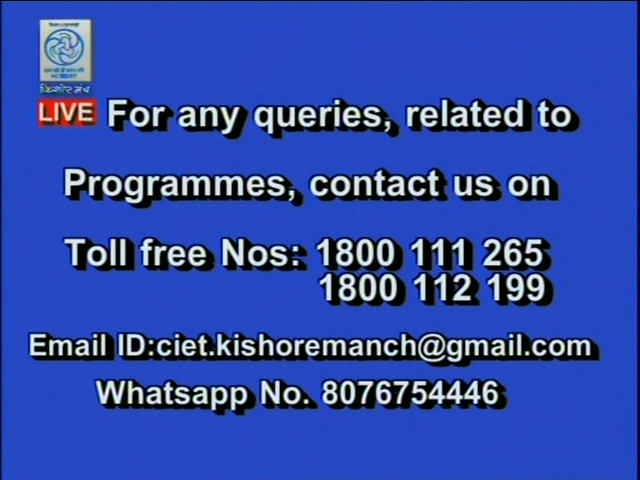 NCERT
किशोर मंच
LIVE
For any queries, related to
Programmes, contact us on
Toll free Nos: 1800 111 265
1800 112 199
Email ID:ciet.kishoremanch@gmail.com
Whatsapp No. 8076754446